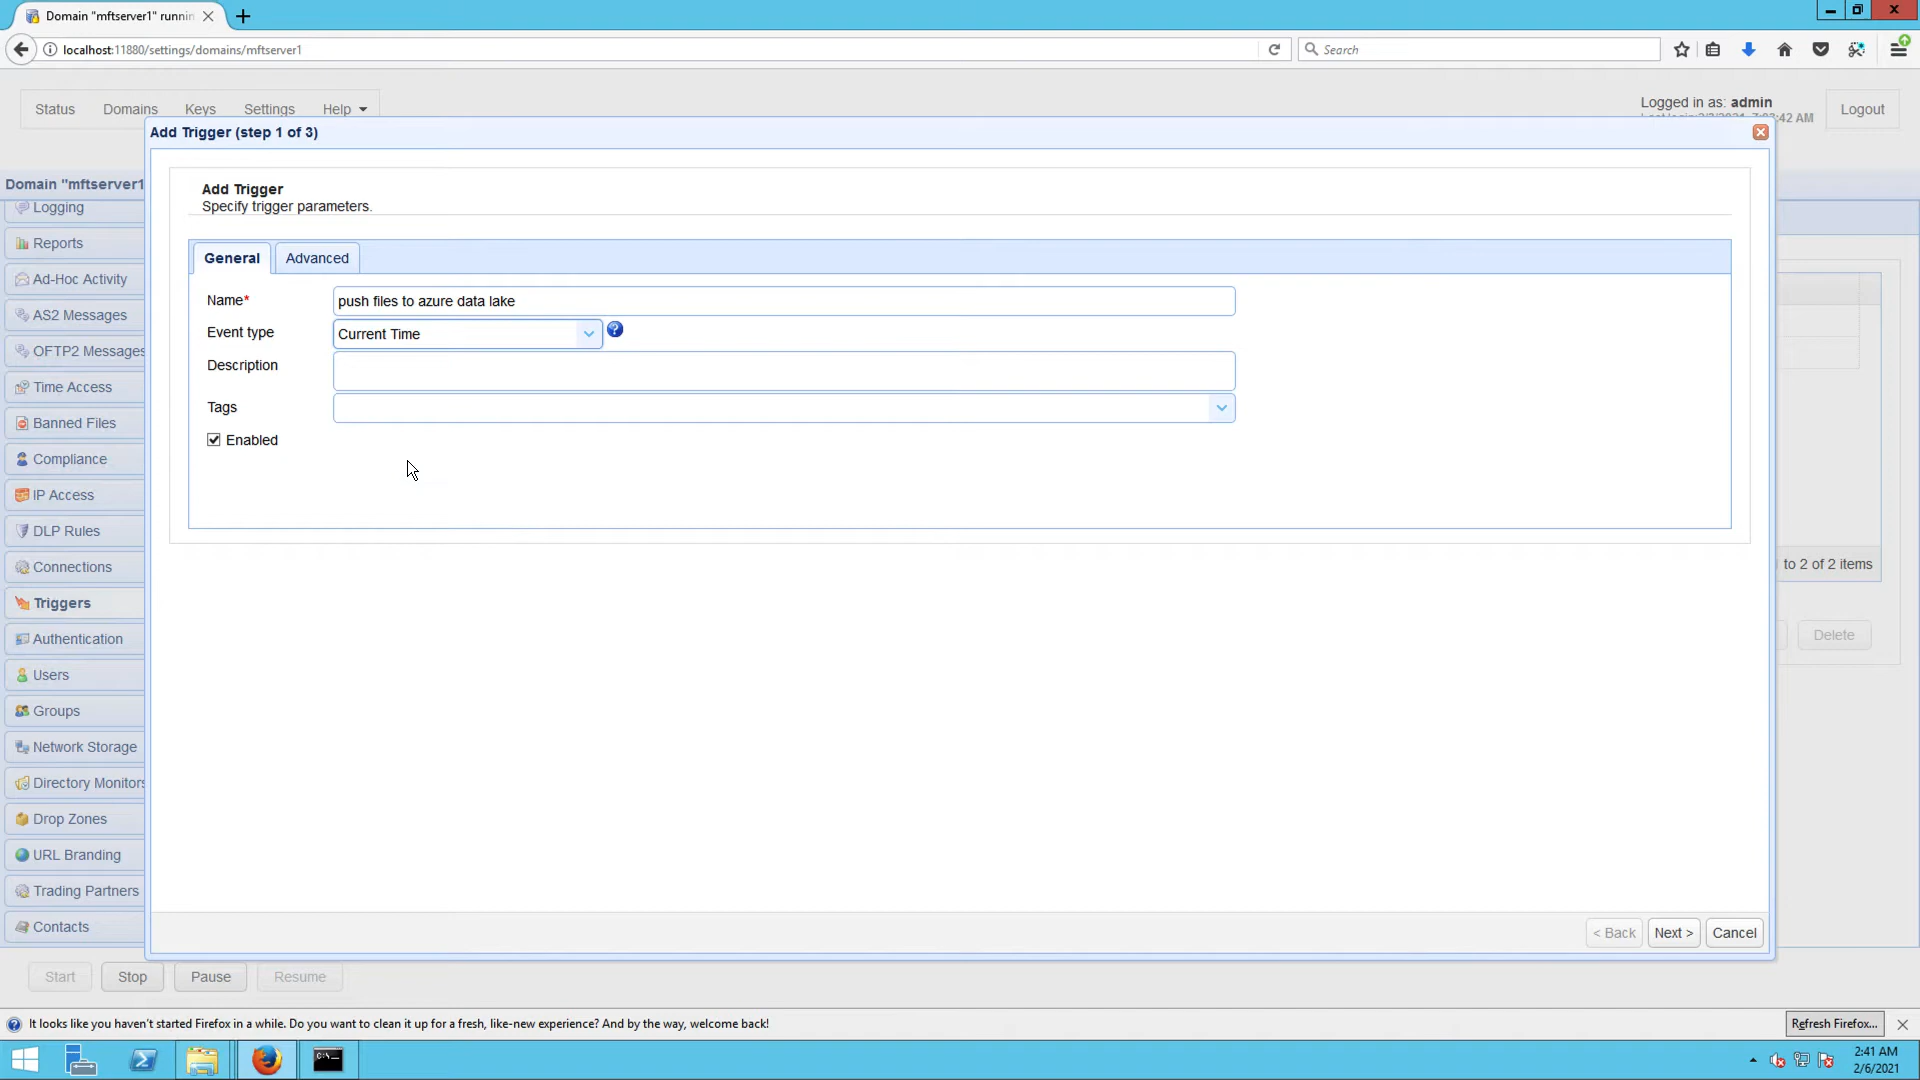 Domain "mftserver1" runnin
localhost:11880/settings/domains/mftserver1
Search
Status
Domains
Keys
Settings
Help
Logged in as: admin
42 AM
Logout
Add Trigger (step 1 of 3)
Domain "mftserver1
Logging
Reports
Ad-Hoc Activity
AS2 Messages
OFTP2 Messages
Time Access
Banned Files
Compliance
IP Access
DLP Rules
Connections
Triggers
Authentication
Users
Groups
Network Storage
Directory Monitors
Drop Zones
URL Branding
Trading Partners
Contacts
Add Trigger
Specify trigger parameters.
General
Advanced
Name*
push files to azure data lake
Event type
Current Time
Description
Tags
Enabled
to 2 of 2 items
Delete
< Back
Next >
Cancel
Start
Stop
Pause
Resume
It looks like you haven't started Firefox in a while. Do you want to clean it up for a fresh, like-new experience? And by the way, welcome back!
Refresh Firefox...
2:41 AM
2/6/2021